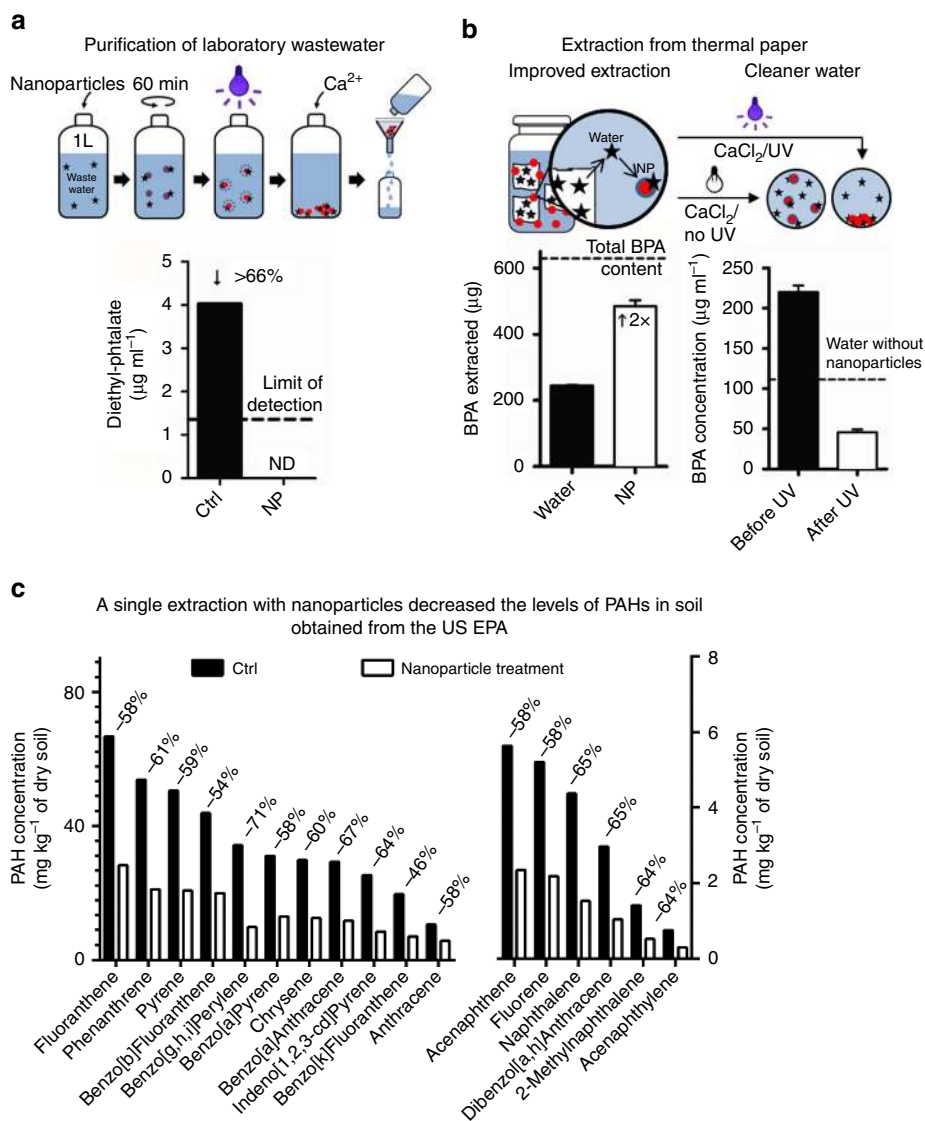 a
Purification of laboratory wastewater
Nanoparticles 60 min
Ca2+
1L
Waste
water
5
4
3
2
1
0
Diethyl-phtalate
(µg ml−1)
↓ >66%
Limit of
detection
ND
Ctrl
NP
b
Extraction from thermal paper
Improved extraction
Cleaner water
Water
NP
CaCl2/UV
CaCl2/
no UV
Total BPA
content
600
400
200
0
BPA extracted (µg)
↑2×
Water
NP
250
200
150
100
50
0
BPA concentration (µg ml−1)
Water without
nanoparticles
Before UV
After UV
c
A single extraction with nanoparticles decreased the levels of PAHs in soil
obtained from the US EPA
Ctrl
Nanoparticle treatment
80
40
0
PAH concentration
(mg kg−1 of dry soil)
–58%
–61%
–59%
–54%
–71%
–58%
–60%
–67%
–64%
–46%
–58%
Fluoranthene
Phenanthrene
Pyrene
Benzo[b]Fluoranthene
Benzo[g,h,i]Perylene
Benzo[a]Pyrene
Chrysene
Benzo[a]Anthracene
Indeno[1,2,3-cd]Pyrene
Benzo[k]Fluoranthene
Anthracene
–58%
–58%
–65%
–65%
–64%
–64%
Acenaphthene
Fluorene
Naphthalene
Dibenzol[a,h]Anthracene
2-Methylnaphthalene
Acenaphthylene
8
6
4
2
0
PAH concentration
(mg kg−1 of dry soil)